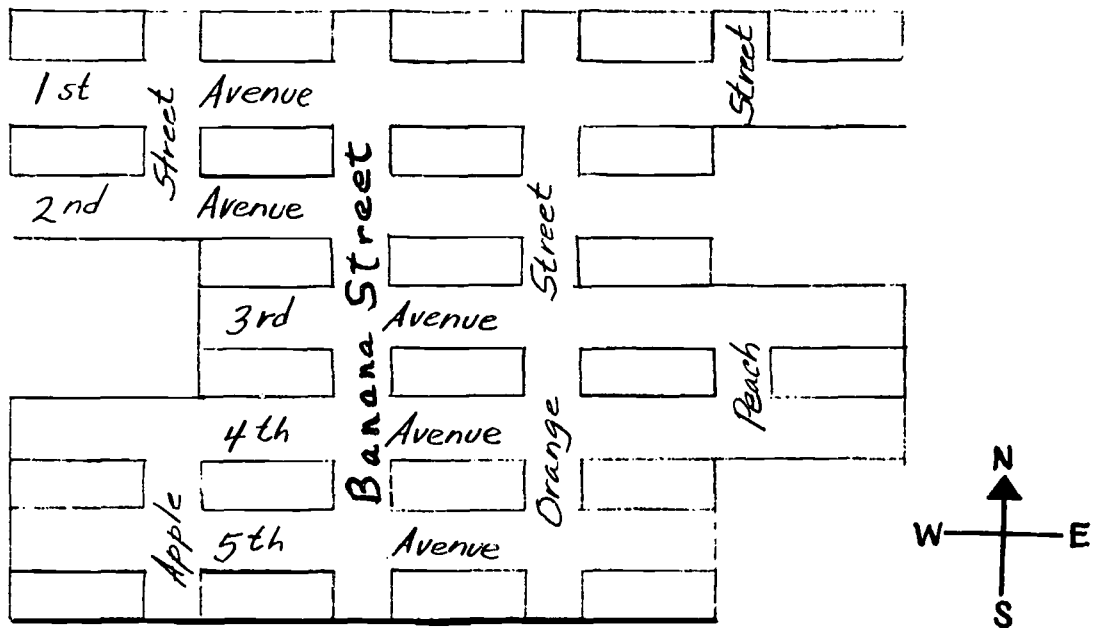 1st Avenue
2nd Avenue
3rd Avenue
4th Avenue
5th Avenue
Apple Street
Banana Street
Orange Street
Peach Street
N
W E
S